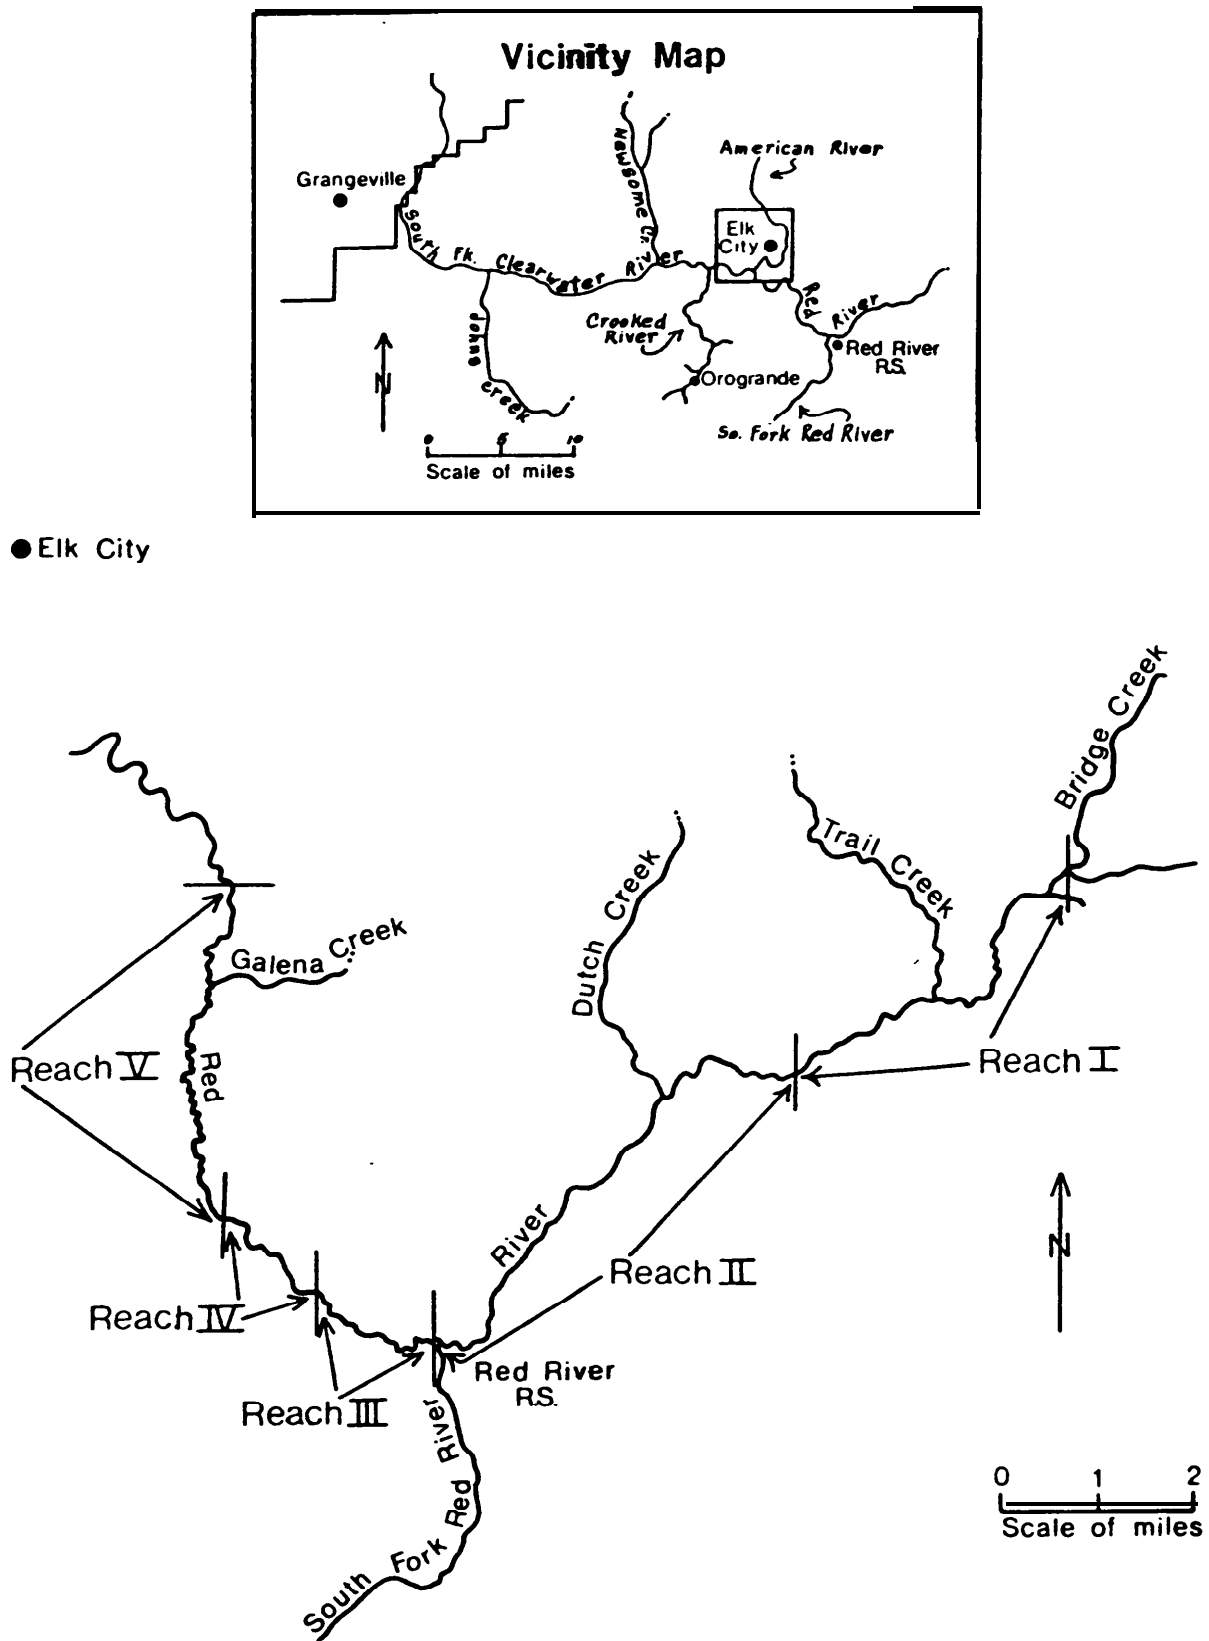 Vicinity Map
American River
Newsome Cr.
Grangeville
Elk
City
South Fk. Clearwater River
Red River
Crooked
River
Johns Creek
Red River
R.S.
Orogrande
So. Fork Red River
N
0 5 10
Scale of miles
Elk City
Bridge Creek
Trail Creek
Dutch Creek
Galena Creek
Reach V
Red
Reach I
River
N
Reach II
Reach IV
Red River
R.S.
Reach III
South Fork Red River
0 1 2
Scale of miles